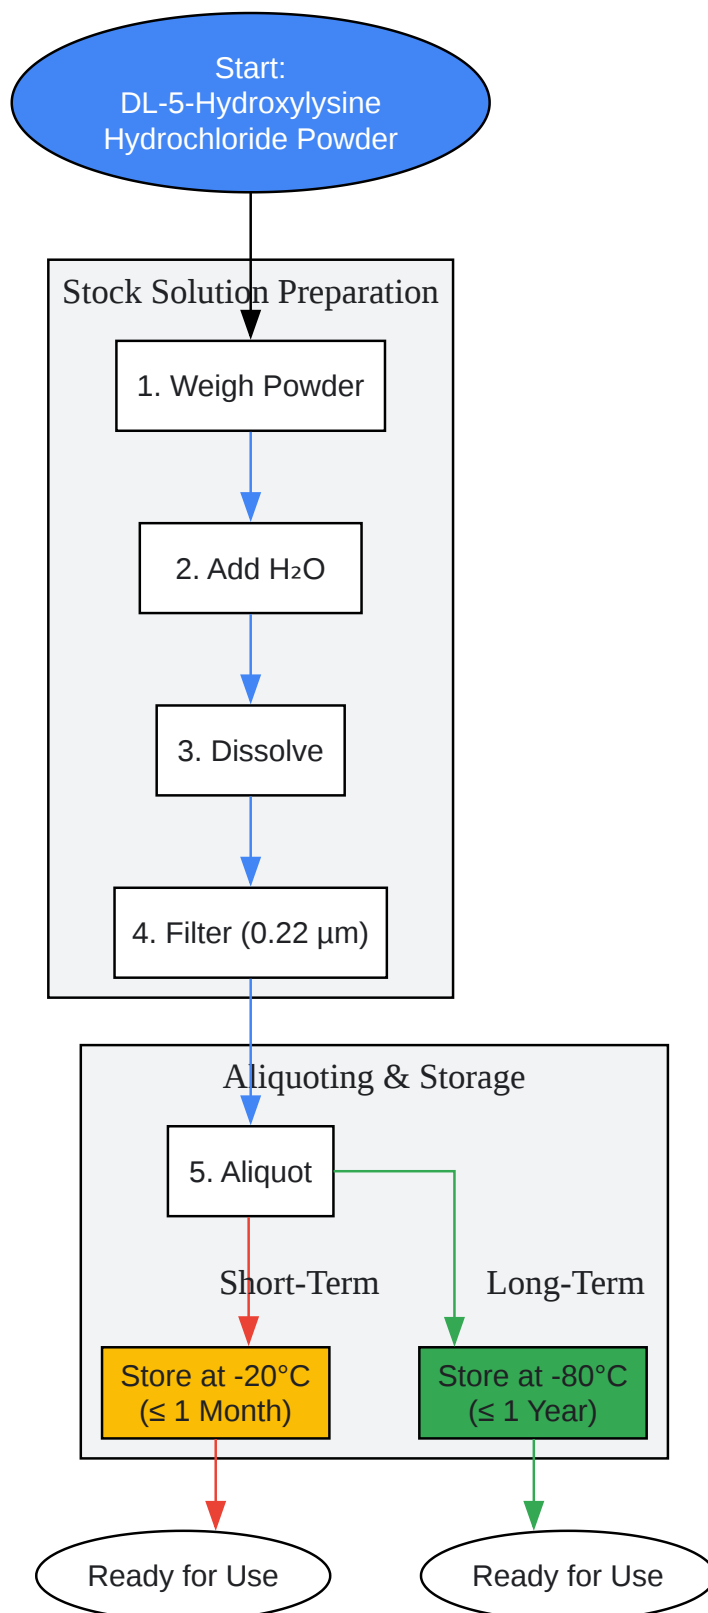 Start:
DL-5-Hydroxylysine
Hydrochloride Powder
Stock Solution Preparation
1. Weigh Powder
2. Add H₂O
3. Dissolve
4. Filter (0.22 µm)
Aliquoting & Storage
5. Aliquot
Short-Term
Long-Term
Store at -20°C
(≤ 1 Month)
Store at -80°C
(≤ 1 Year)
Ready for Use
Ready for Use